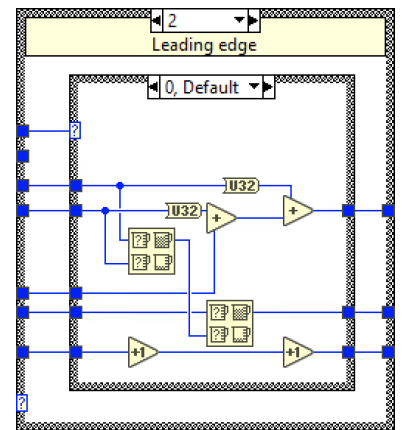 2
Leading edge
0, Default
?
U32
+
+
U32
?
?
?
?
+1
+1
?